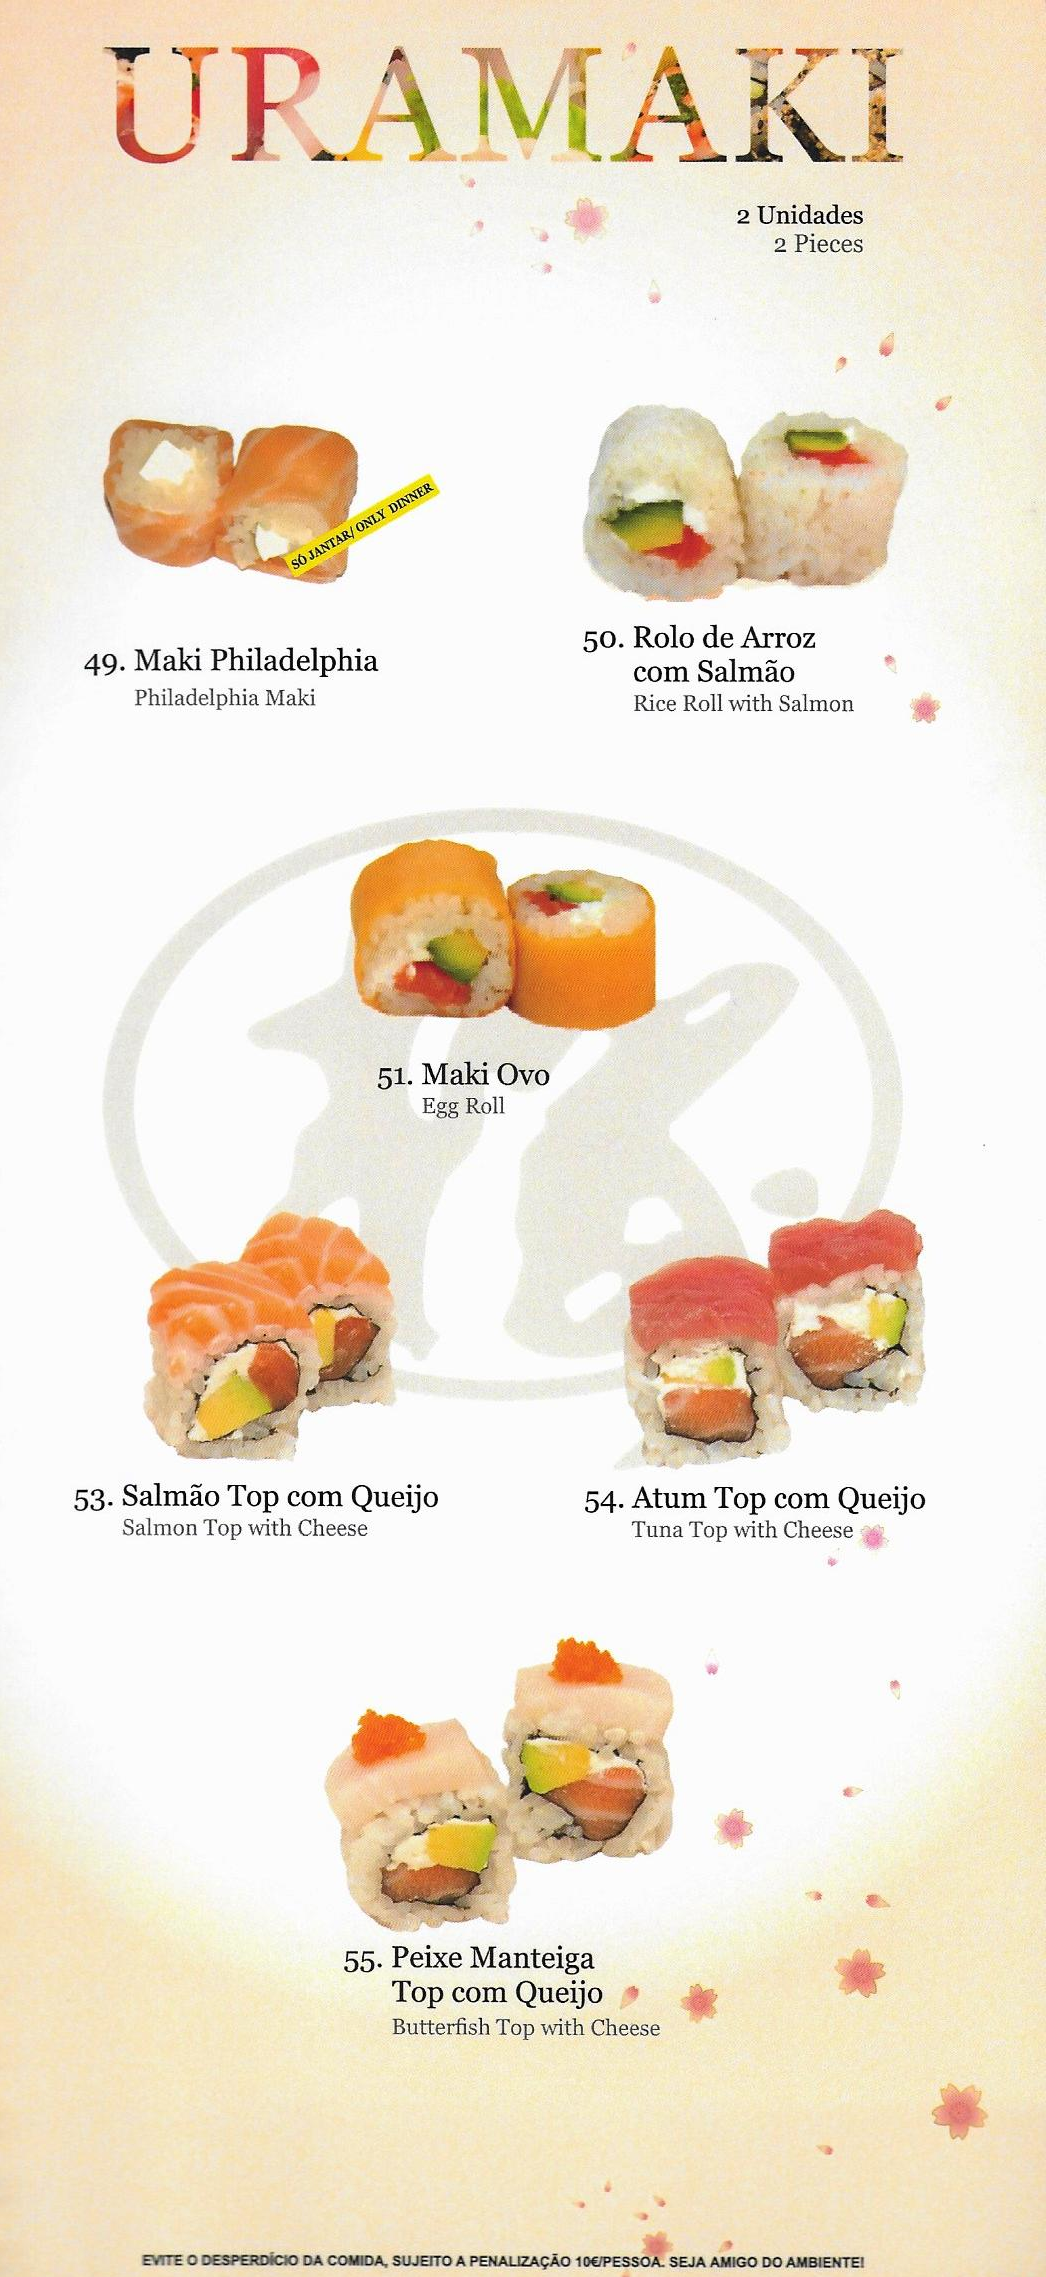 URAMAKI
2 Unidades
2 Pieces
SÓ JANTAR/ ONLY DINNER
49. Maki Philadelphia
Philadelphia Maki
50. Rolo de Arroz
com Salmão
Rice Roll with Salmon
51. Maki Ovo
Egg Roll
53. Salmão Top com Queijo
Salmon Top with Cheese
54. Atum Top com Queijo
Tuna Top with Cheese
55. Peixe Manteiga
Top com Queijo
Butterfish Top with Cheese
EVITE O DESPERDÍCIO DA COMIDA, SUJEITO A PENALIZAÇÃO 10€/PESSOA. SEJA AMIGO DO AMBIENTE!